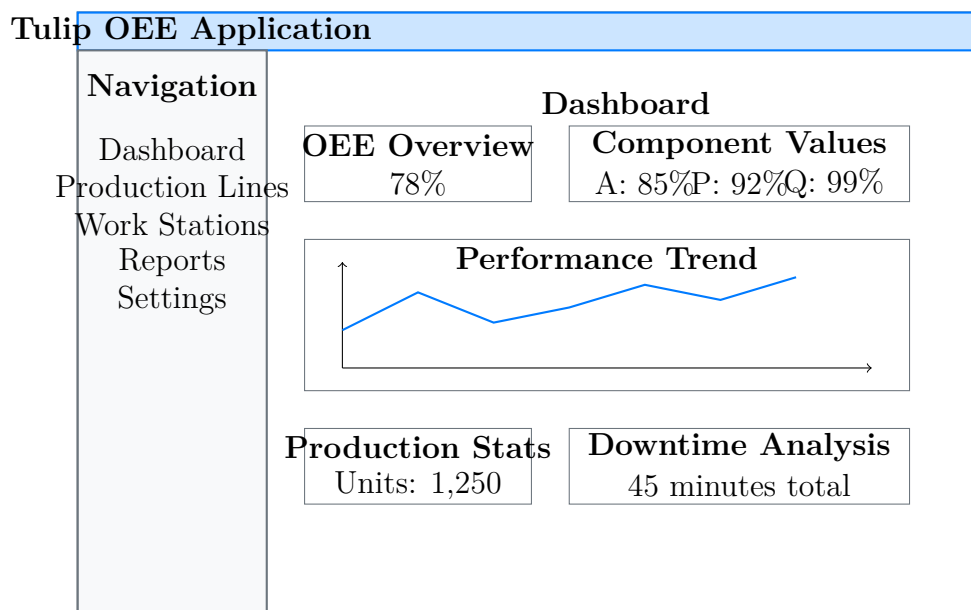 Tulip OEE Application
Navigation
Dashboard
Production Lines
Work Stations
Reports
Settings
Dashboard
OEE Overview
78%
Component Values
A: 85% P: 92% Q: 99%
Performance Trend
Production Stats
Units: 1,250
Downtime Analysis
45 minutes total